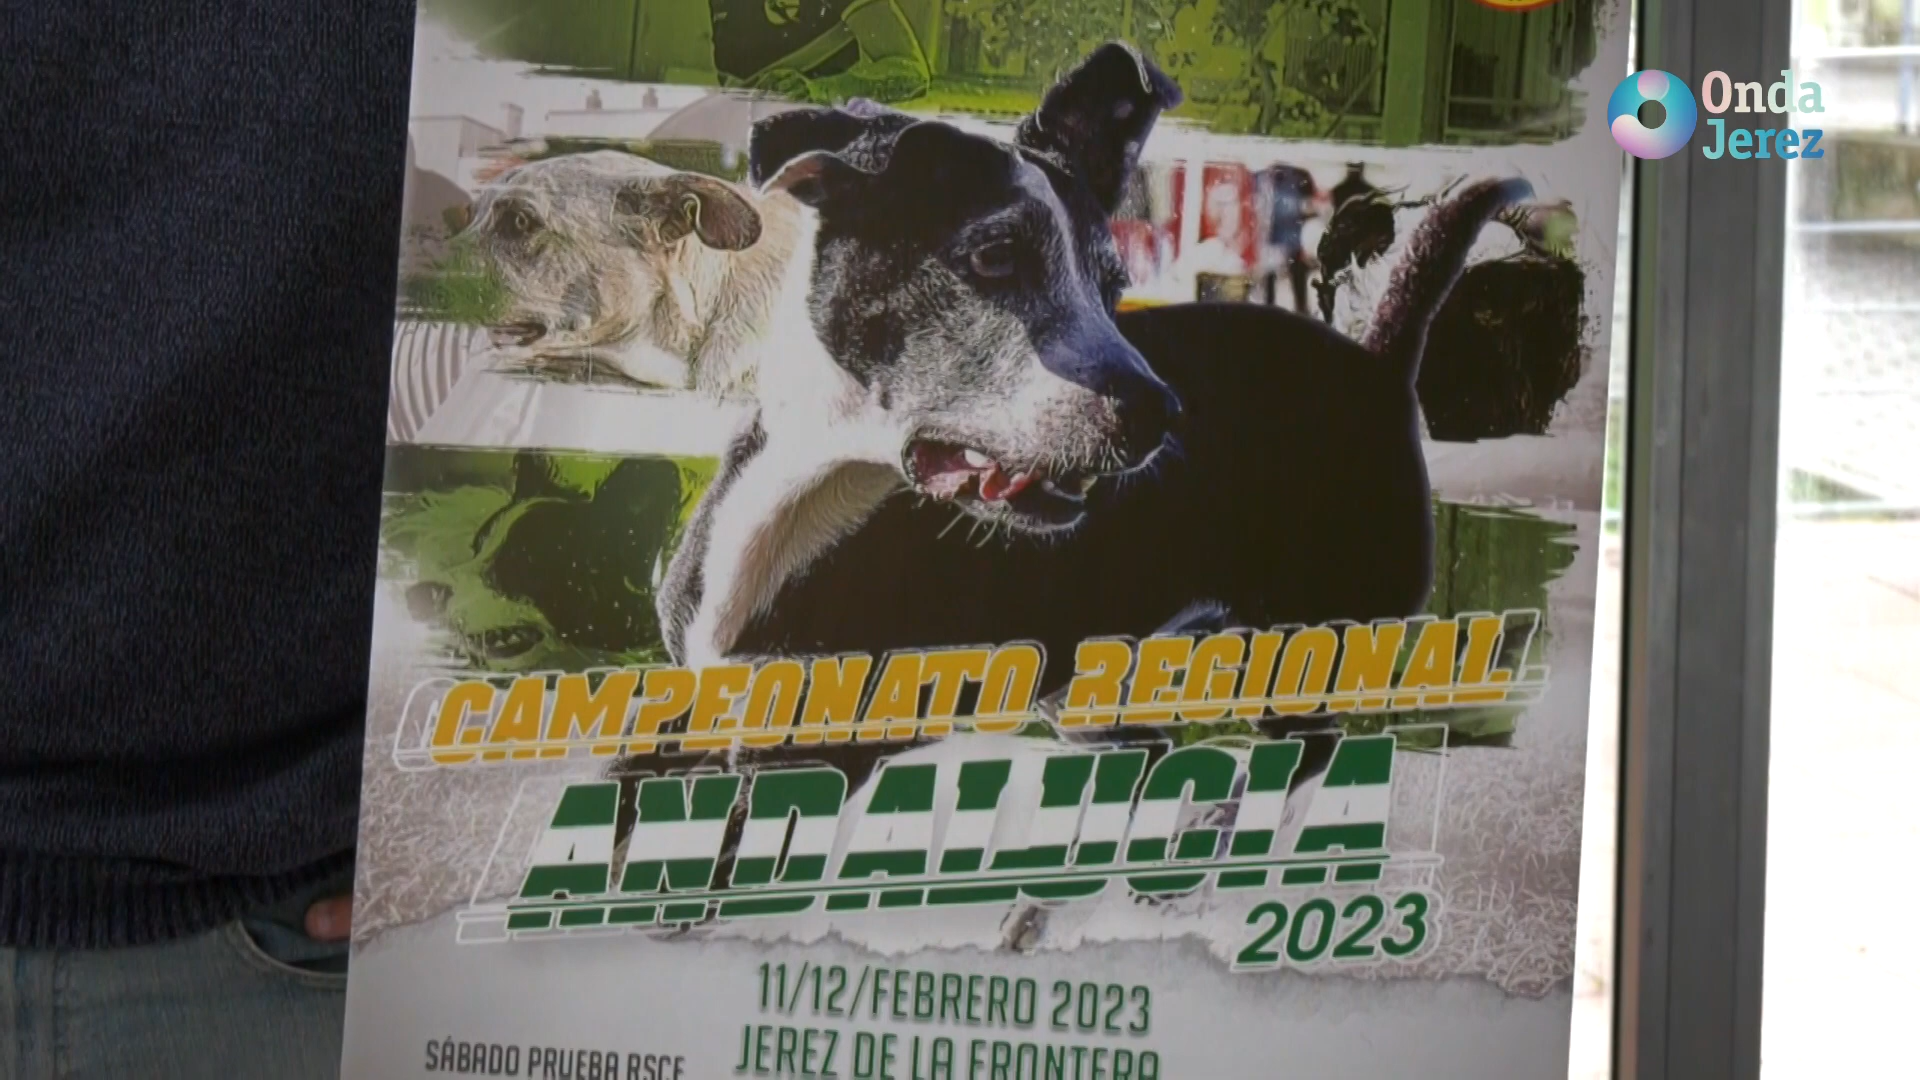 Onda
Jerez
CAMPEONATO REGIONAL
ANDALUCIA
2023
11/12/FEBRERO 2023
JEREZ DE LA FRONTERA
SÁBADO PRUEBA RSCE